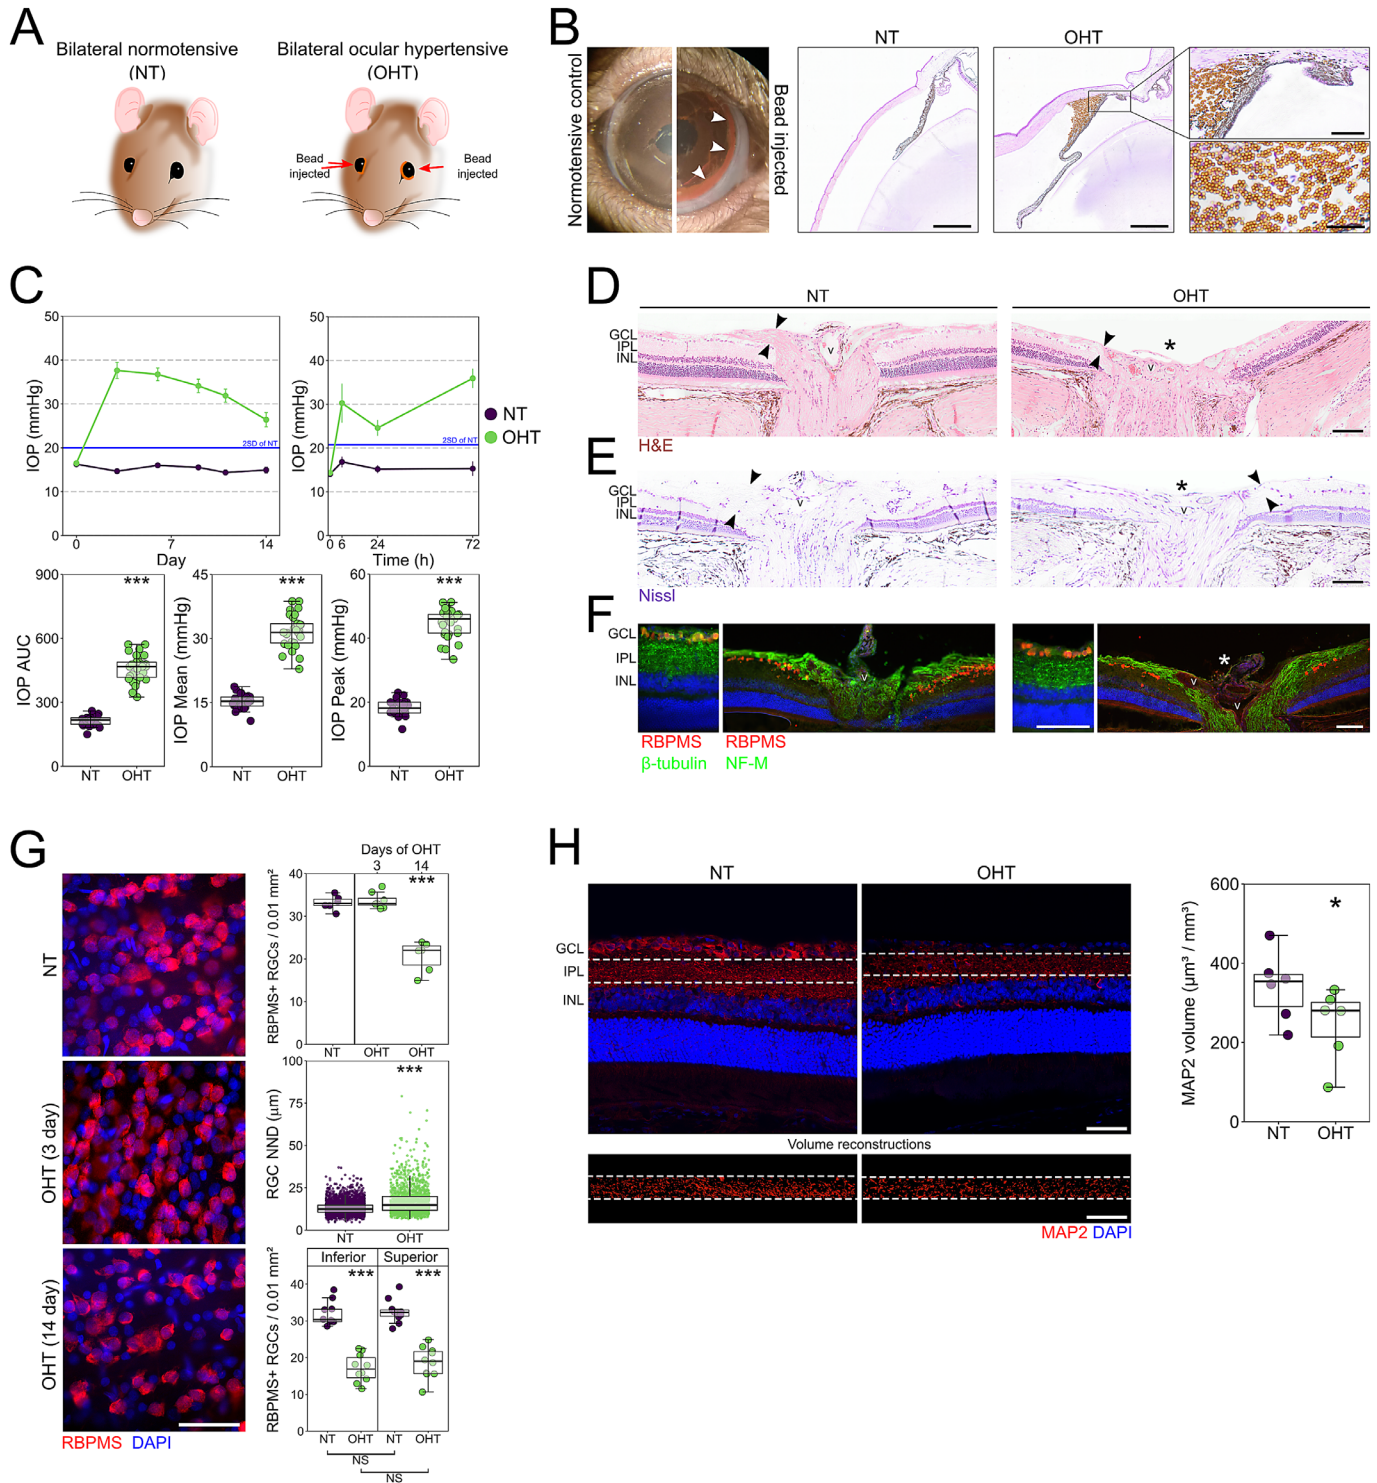 A
Bilateral normotensive
(NT)
Bilateral ocular hypertensive
(OHT)
Bead
injected
Bead
injected
B
Normotensive control
Bead injected
NT
OHT
C
IOP (mmHg)
50
40
30
20
10
0
2SD of NT
0
7
14
Day
IOP (mmHg)
50
40
30
20
10
0
2SD of NT
0 6
24
72
Time (h)
NT
OHT
IOP AUC
900
600
300
0
***
NT
OHT
IOP Mean (mmHg)
45
30
15
0
***
NT
OHT
IOP Peak (mmHg)
60
40
20
0
***
NT
OHT
D
NT
OHT
GCL
IPL
INL
v
*
v
H&E
E
GCL
IPL
INL
v
*
v
Nissl
F
GCL
IPL
INL
v
*
v
v
RBPMS
β-tubulin
RBPMS
NF-M
G
NT
OHT (3 day)
OHT (14 day)
RBPMS DAPI
Days of OHT
3
14
RBPMS+ RGCs / 0.01 mm²
40
30
20
10
0
***
NT
OHT
OHT
RGC NND (μm)
100
75
50
25
0
***
NT
OHT
RBPMS+ RGCs / 0.01 mm²
Inferior
Superior
40
30
20
10
0
***
***
NT
OHT
NT
OHT
NS
NS
H
NT
OHT
GCL
IPL
INL
Volume reconstructions
MAP2 DAPI
MAP2 volume (μm³ / mm³)
600
400
200
0
*
NT
OHT